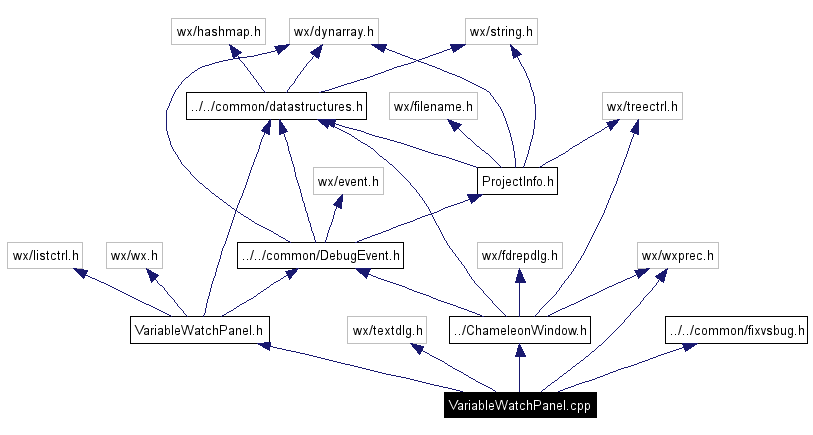 wx/hashmap.h
wx/dynarray.h
wx/string.h
../../common/datastructures.h
wx/filename.h
wx/treectrl.h
wx/event.h
ProjectInfo.h
wx/listctrl.h
wx/wx.h
../../common/DebugEvent.h
wx/fdrepdlg.h
wx/wxprec.h
VariableWatchPanel.h
wx/textdlg.h
../ChameleonWindow.h
../../common/fixvsbug.h
VariableWatchPanel.cpp